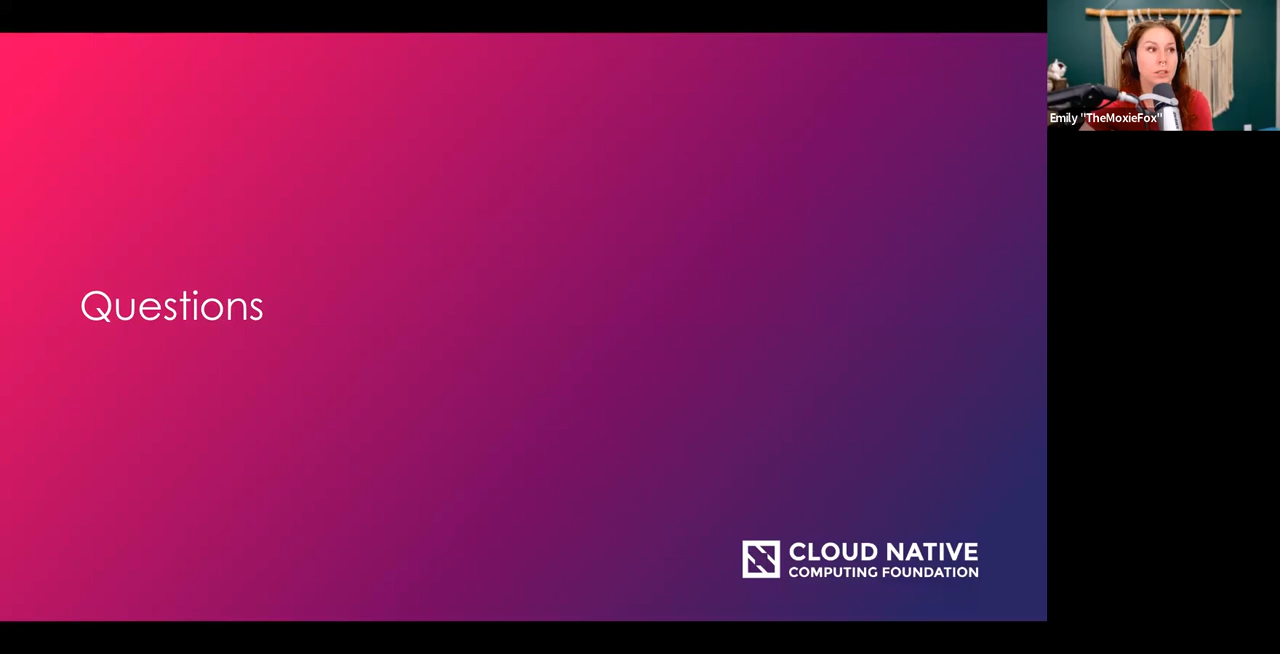 Emily "TheMoxieFox"
Questions
CLOUD NATIVE
COMPUTING FOUNDATION